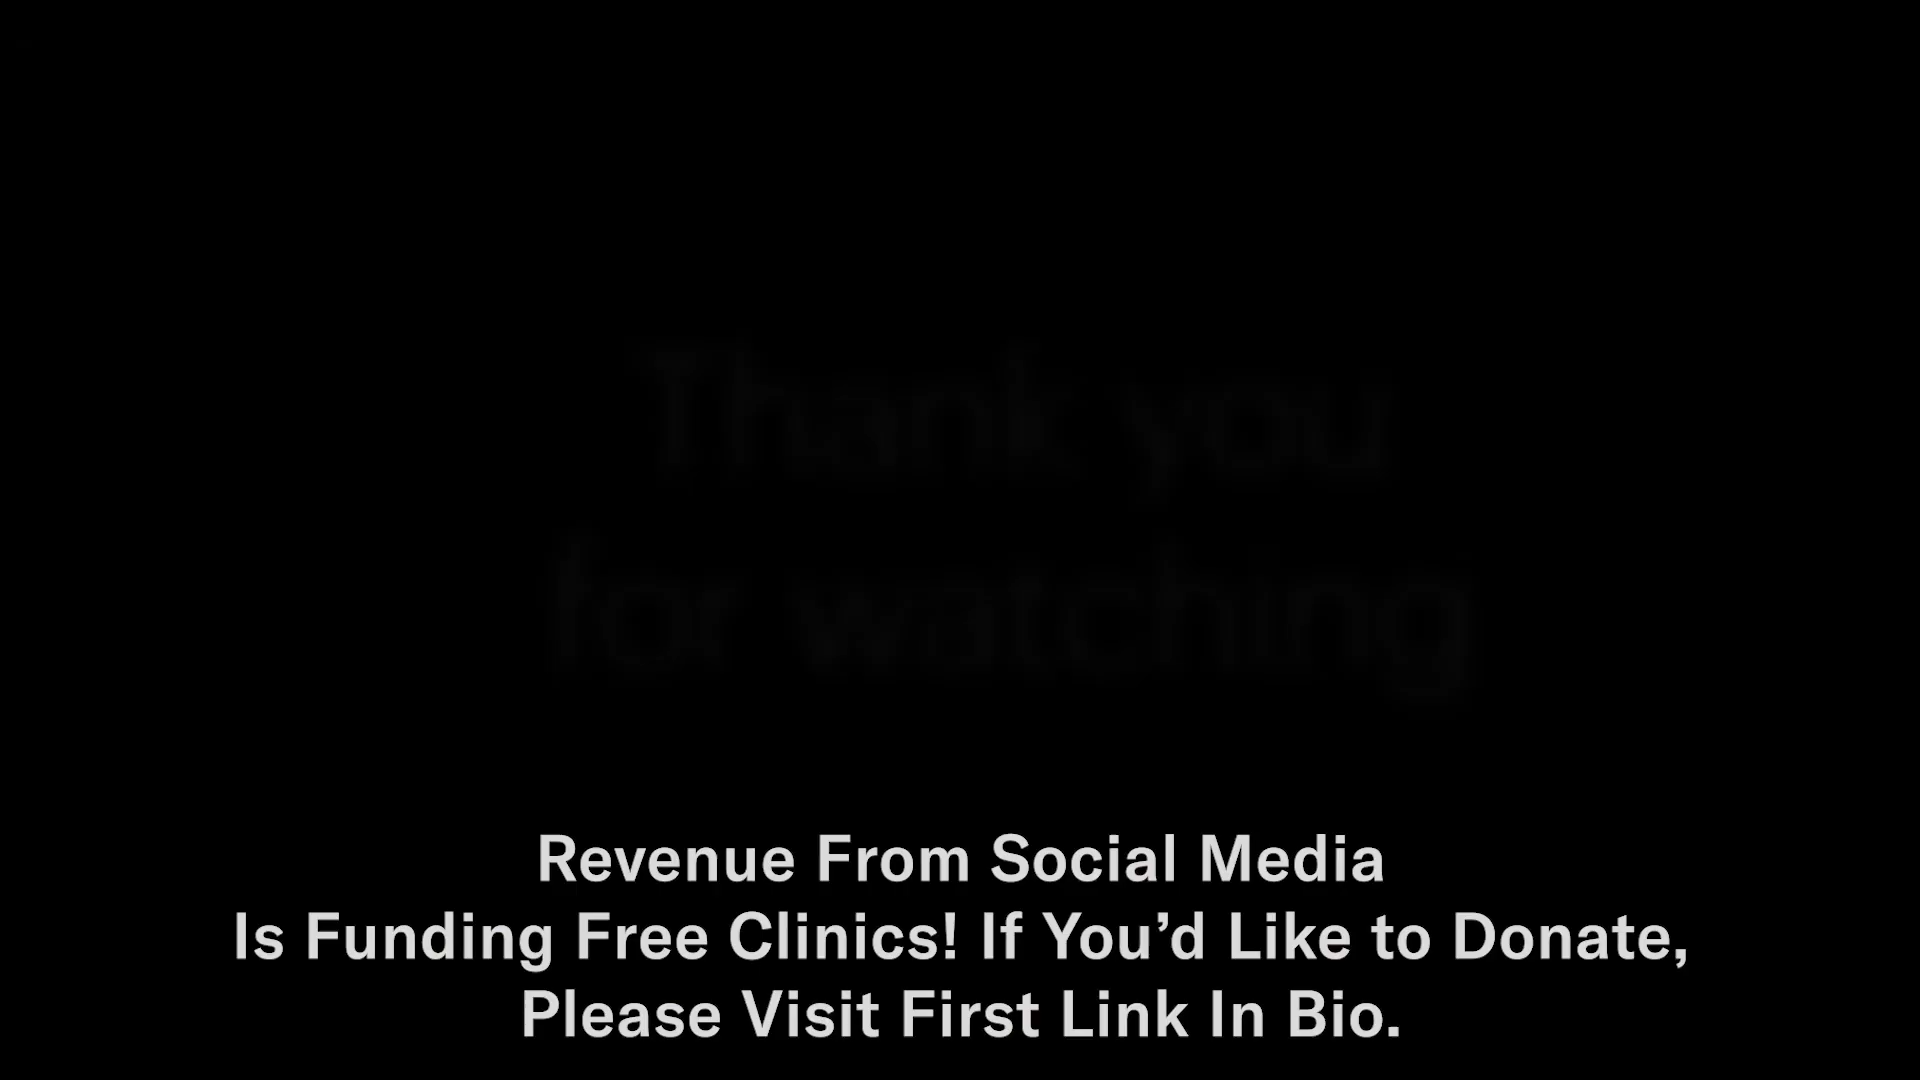 Thank you
for watching
Revenue From Social Media
Is Funding Free Clinics! If You’d Like to Donate,
Please Visit First Link In Bio.